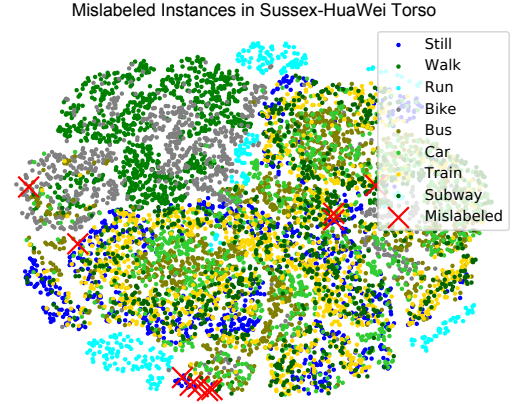 Mislabeled Instances in Sussex-HuaWei Torso
Still
Walk
Run
Bike
Bus
Car
Train
Subway
Mislabeled